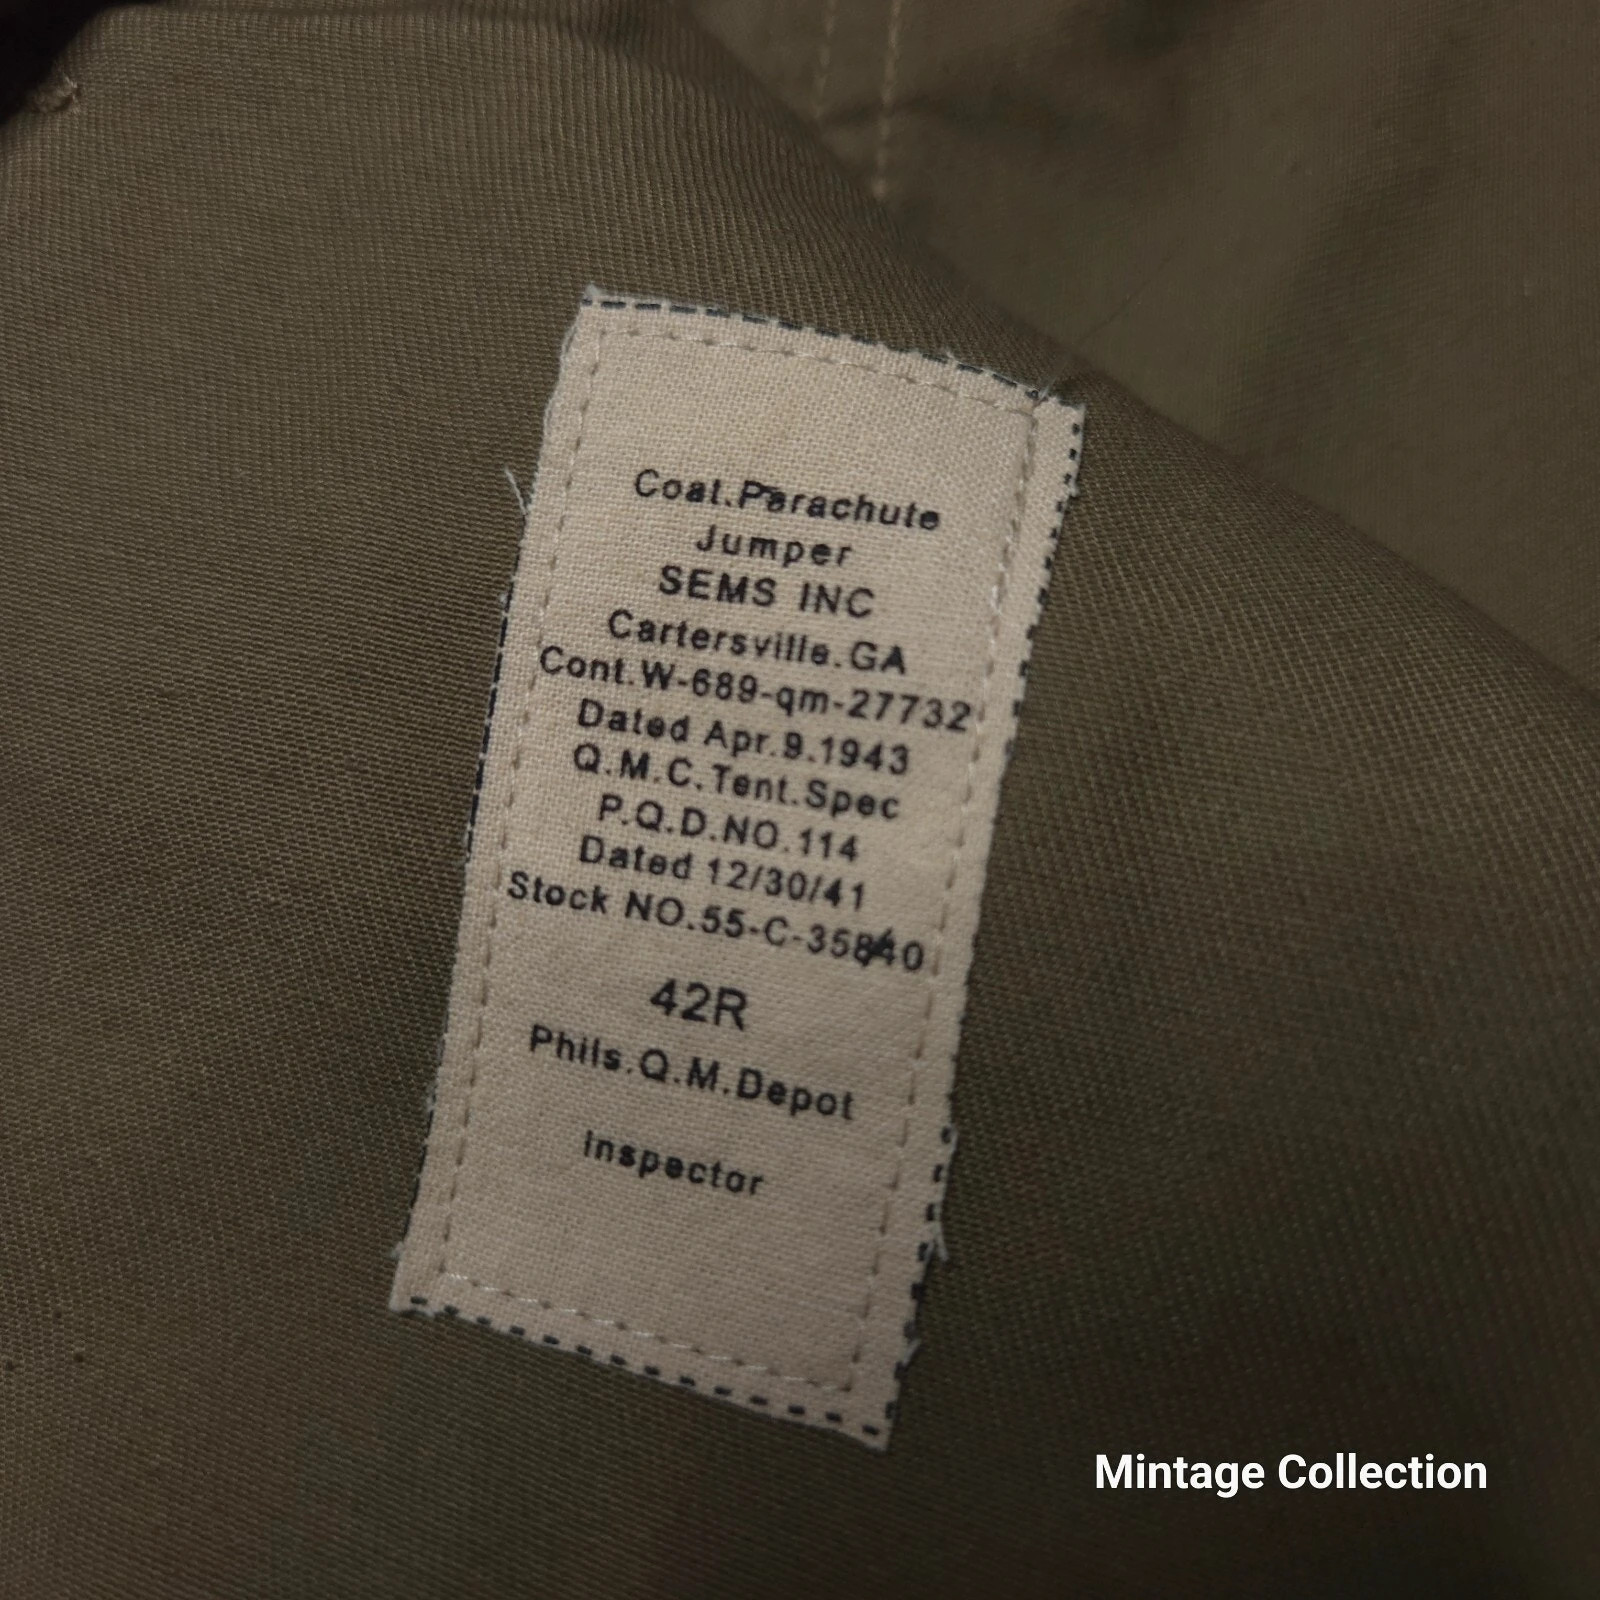 Coat.Parachute
Jumper
SEMS INC
Cartersville.GA
Cont.W-689-qm-27732
Dated Apr.9.1943
Q.M.C.Tent.Spec
P.Q.D.NO.114
Dated 12/30/41
Stock NO.55-C-35840
42R
Phils.Q.M.Depot
Inspector
Mintage Collection